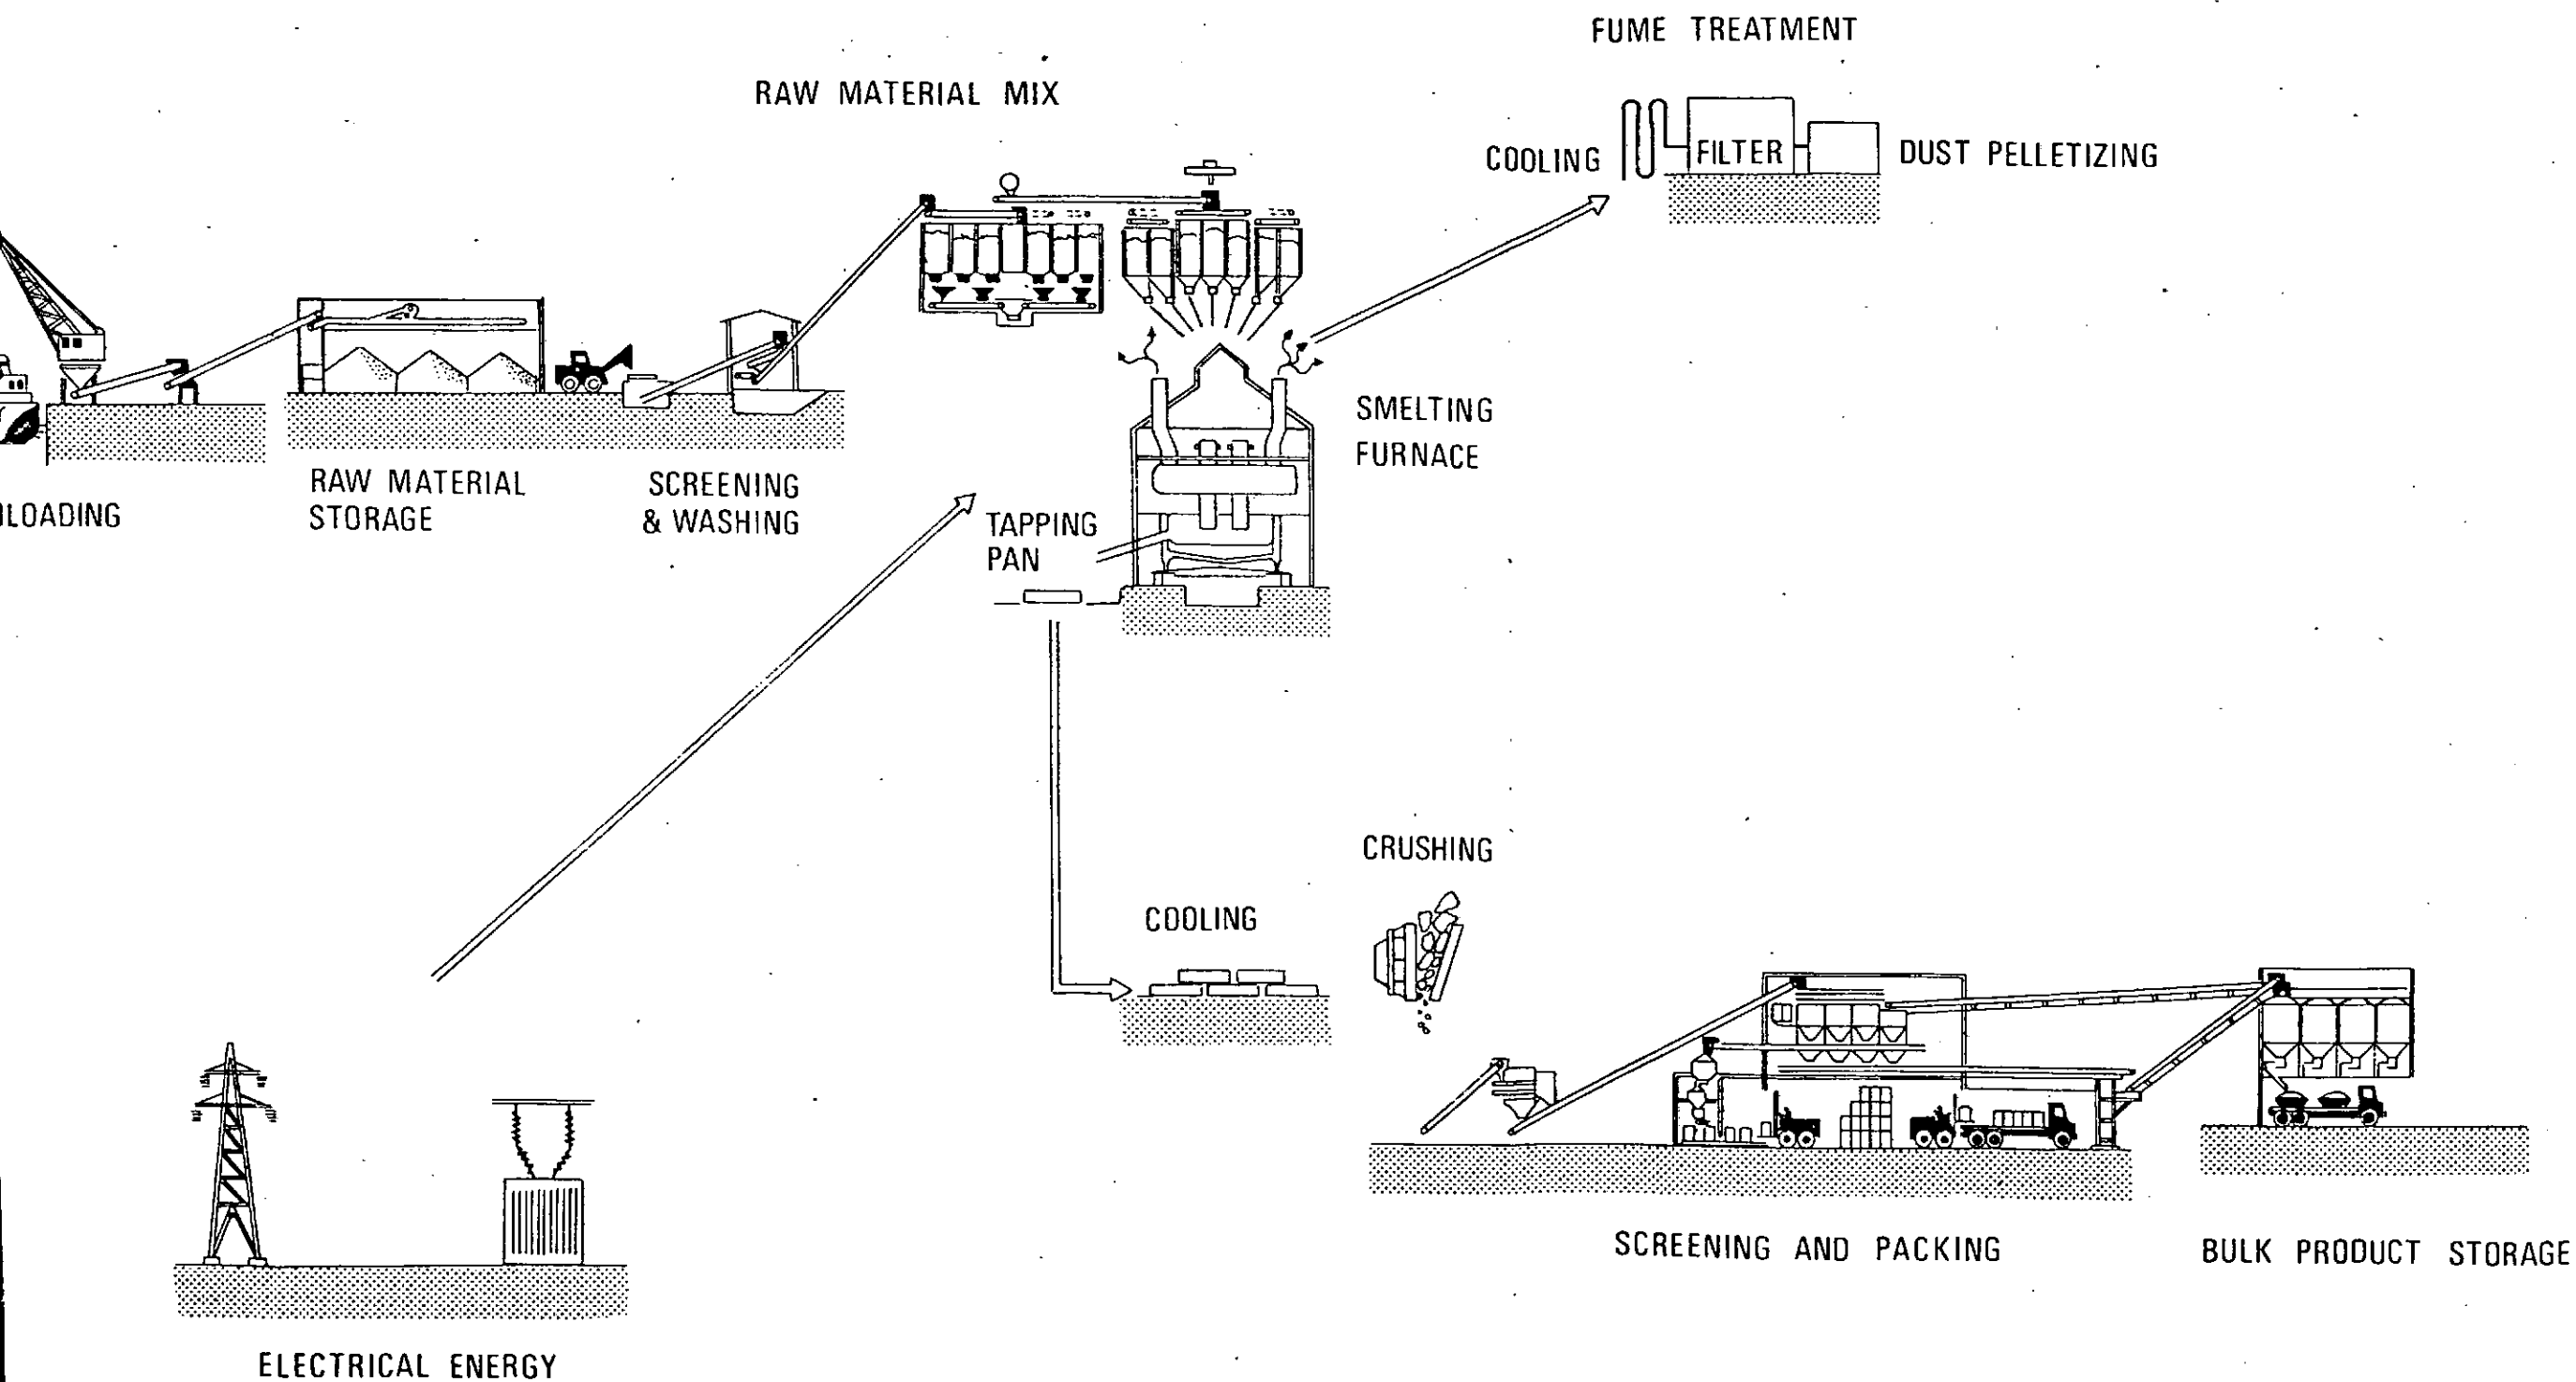 FUME TREATMENT
RAW MATERIAL MIX
COOLING
FILTER
DUST PELLETIZING
SMELTING
FURNACE
RAW MATERIAL
STORAGE
SCREENING
& WASHING
LOADING
TAPPING
PAN
CRUSHING
COOLING
SCREENING AND PACKING
BULK PRODUCT STORAGE
ELECTRICAL ENERGY